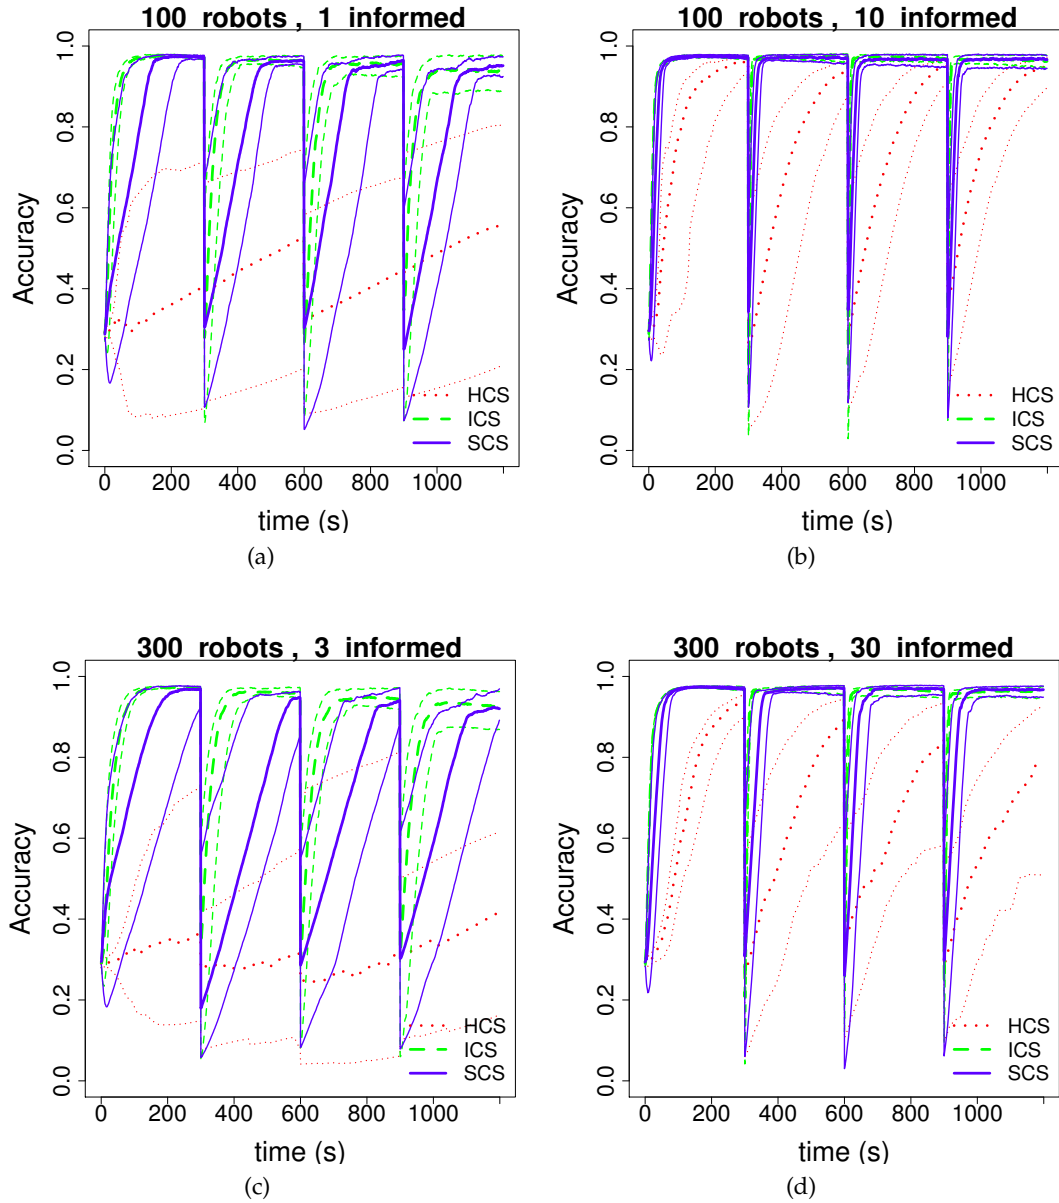 100 robots , 1 informed
Accuracy
0.0 0.2 0.4 0.6 0.8 1.0
HCS
ICS
SCS
0 200 400 600 800 1000
time (s)
(a)
100 robots , 10 informed
Accuracy
0.0 0.2 0.4 0.6 0.8 1.0
HCS
ICS
SCS
0 200 400 600 800 1000
time (s)
(b)
300 robots , 3 informed
Accuracy
0.0 0.2 0.4 0.6 0.8 1.0
HCS
ICS
SCS
0 200 400 600 800 1000
time (s)
(c)
300 robots , 30 informed
Accuracy
0.0 0.2 0.4 0.6 0.8 1.0
HCS
ICS
SCS
0 200 400 600 800 1000
time (s)
(d)